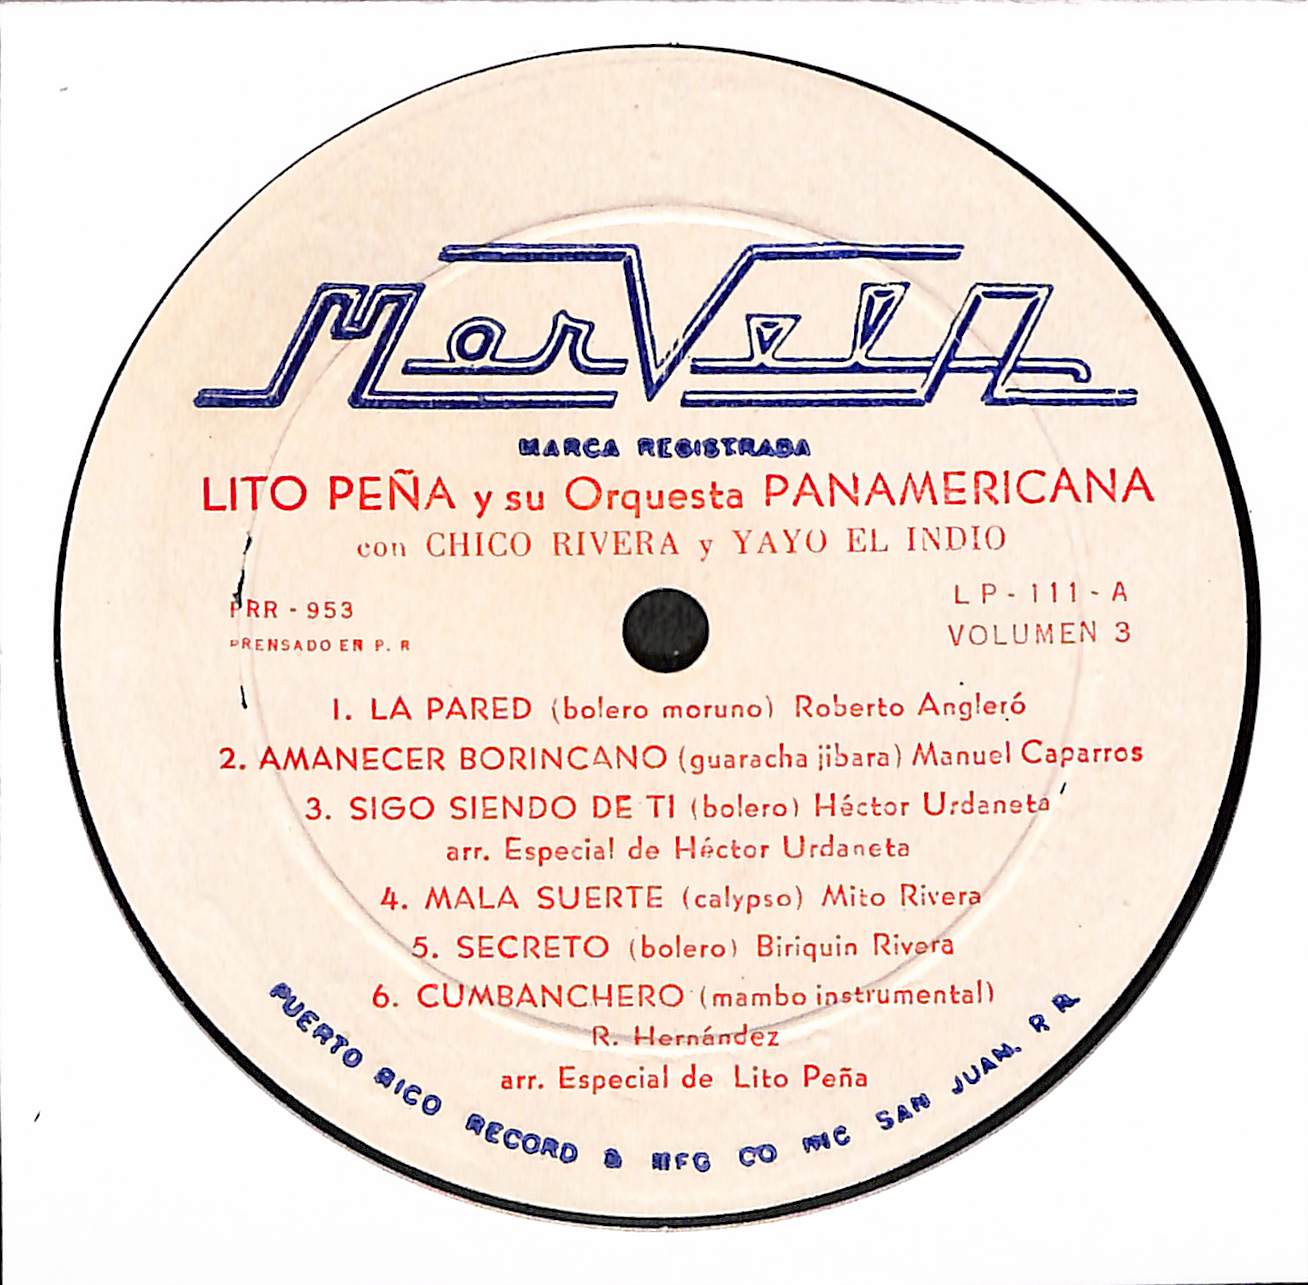 MarVela
MARCA REGISTRADA
LITO PEÑA y su Orquesta PANAMERICANA
con CHICO RIVERA y YAYO EL INDIO
PRR - 953
PRENSADO EN P. R
LP - 111 - A
VOLUMEN 3
1. LA PARED (bolero moruno) Roberto Angleró
2. AMANECER BORINCANO (guaracha jibara) Manuel Caparros
3. SIGO SIENDO DE TI (bolero) Héctor Urdaneta
arr. Especial de Héctor Urdaneta
4. MALA SUERTE (calypso) Mito Rivera
5. SECRETO (bolero) Biriquin Rivera
6. CUMBANCHERO (mambo instrumental)
R. Hernández
arr. Especial de Lito Peña
PUERTO RICO RECORD & MFG CO INC SAN JUAN, P R